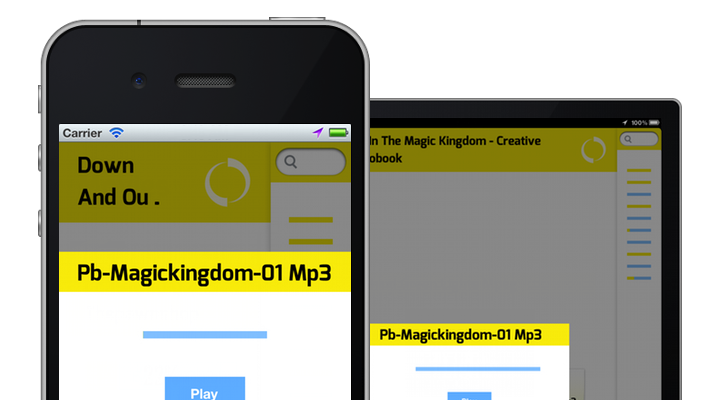 Carrier
Down
And Ou .
Pb-Magickingdom-01 Mp3
Play
100%
In The Magic Kingdom - Creative
obook
Pb-Magickingdom-01 Mp3